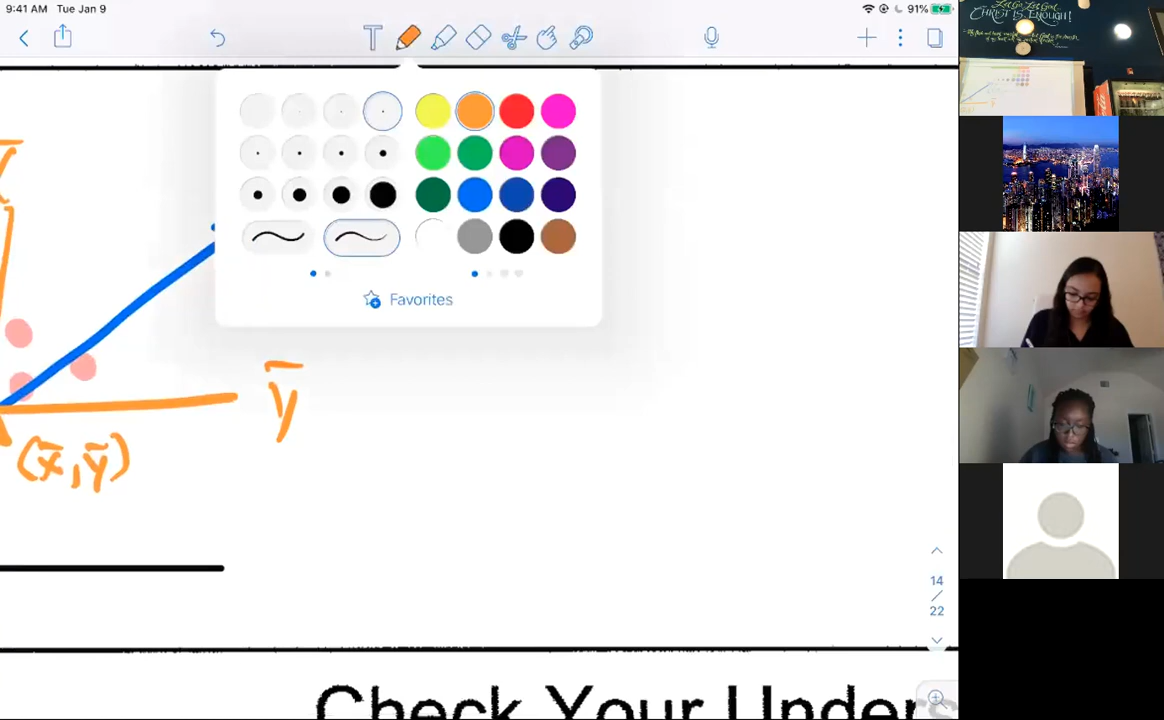 9:41 AM Tue Jan 9
91%
T
Favorites
x̄
ȳ
(x̄,ȳ)
14
/
22
Check Your Under
CHRIST IS ENOUGH!